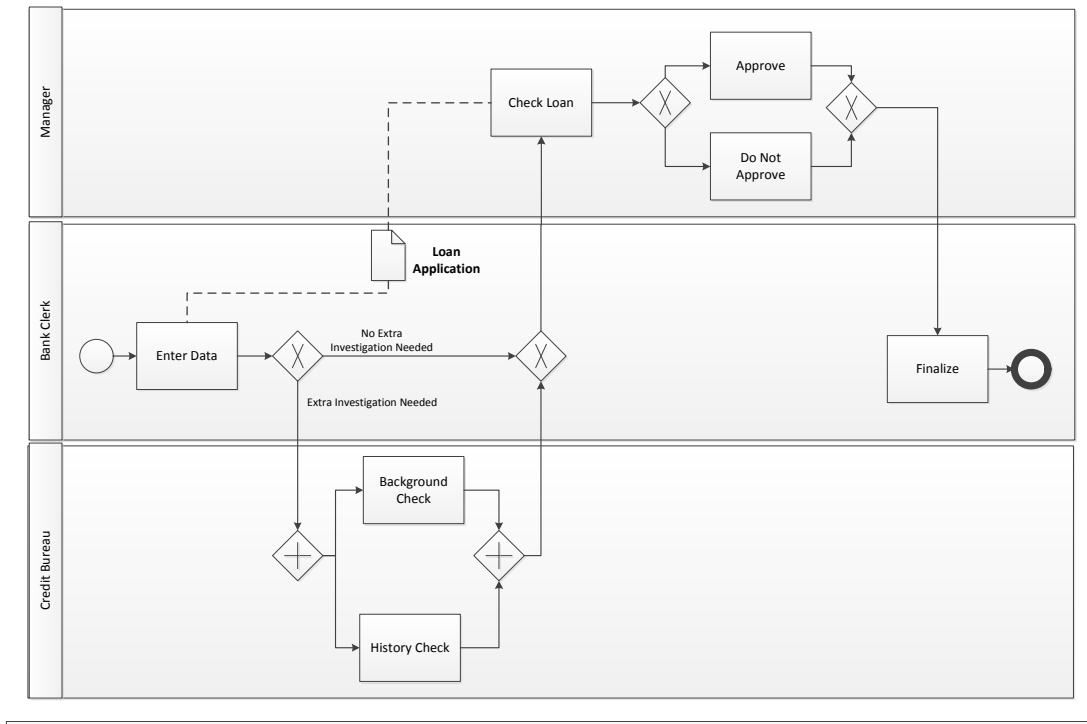 Manager
Check Loan
Approve
Do Not
Approve
Bank Clerk
Loan
Application
Enter Data
No Extra
Investigation Needed
Extra Investigation Needed
Finalize
Credit Bureau
Background
Check
History Check